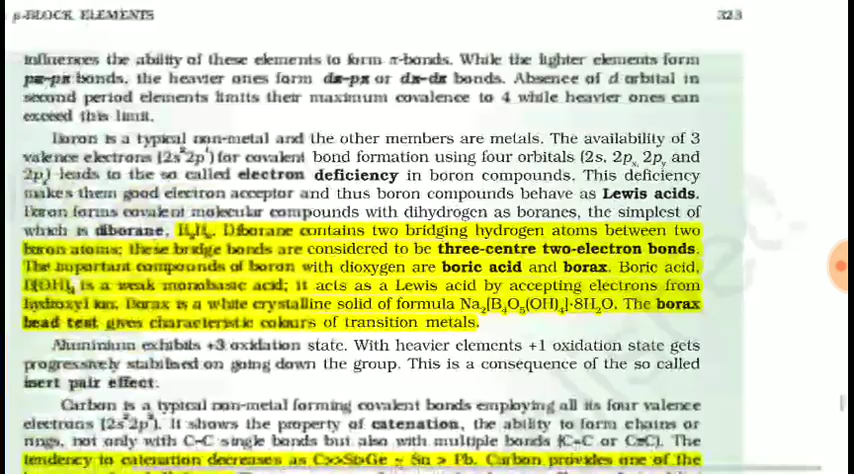 p-BLOCK ELEMENTS 323
influences the ability of these elements to form π-bonds. While the lighter elements form
pπ-pπ bonds, the heavier ones form dπ-pπ or dπ-dπ bonds. Absence of d orbital in
second period elements limits their maximum covalence to 4 while heavier ones can
exceed this limit.
Boron is a typical non-metal and the other members are metals. The availability of 3
valence electrons (2s²2p¹) for covalent bond formation using four orbitals (2s, 2pₓ, 2pᵧ and
2p_z) leads to the so called electron deficiency in boron compounds. This deficiency
makes them good electron acceptor and thus boron compounds behave as Lewis acids.
Boron forms covalent molecular compounds with dihydrogen as boranes, the simplest of
which is diborane, B₂H₆. Diborane contains two bridging hydrogen atoms between two
boron atoms; these bridge bonds are considered to be three-centre two-electron bonds.
The important compounds of boron with dioxygen are boric acid and borax. Boric acid,
B(OH)₃ is a weak monobasic acid; it acts as a Lewis acid by accepting electrons from
hydroxyl ion. Borax is a white crystalline solid of formula Na₂[B₄O₅(OH)₄]·8H₂O. The borax
bead test gives characteristic colours of transition metals.
Aluminium exhibits +3 oxidation state. With heavier elements +1 oxidation state gets
progressively stabilised on going down the group. This is a consequence of the so called
inert pair effect.
Carbon is a typical non-metal forming covalent bonds employing all its four valence
electrons (2s²2p²). It shows the property of catenation, the ability to form chains or
rings, not only with C-C single bonds but also with multiple bonds (C=C or C≡C). The
tendency to catenation decreases as C>>Si>Ge ~ Sn > Pb. Carbon provides one of the